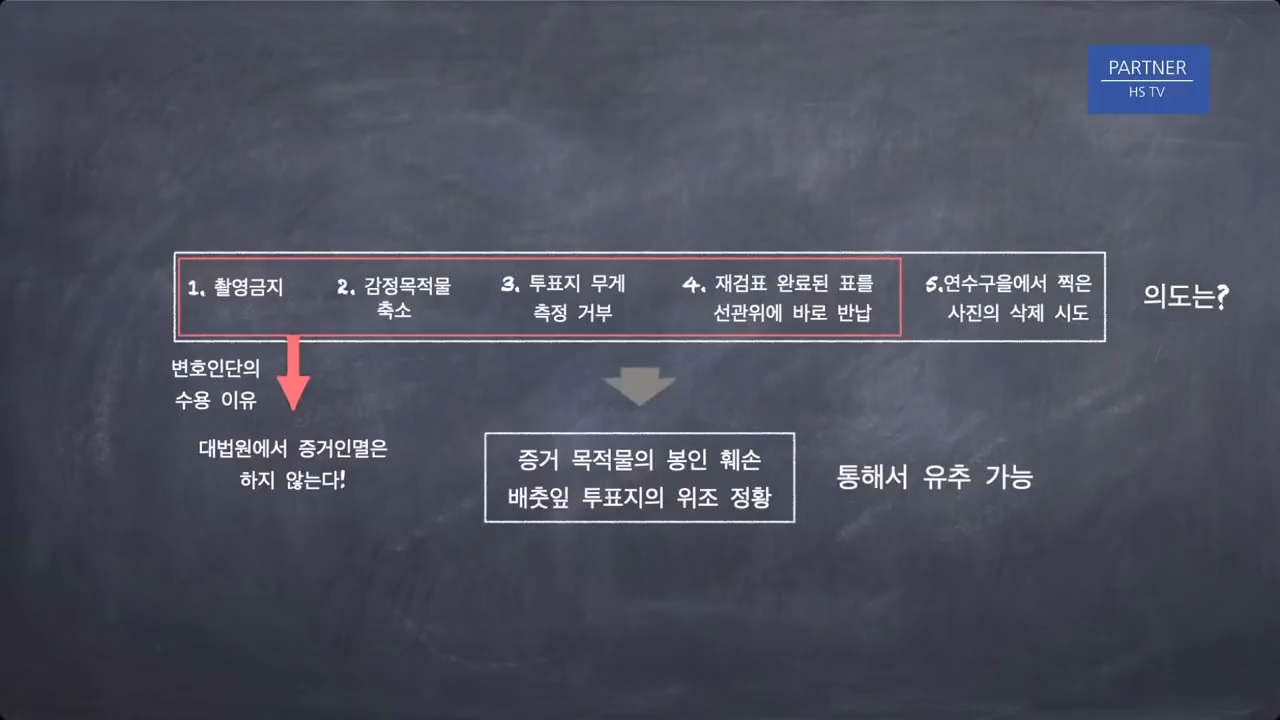 PARTNER
HS TV
1. 촬영금지
2. 감정목적물
축소
3. 투표지 무게
측정 거부
4. 재검표 완료된 표를
선관위에 바로 반납
5.연수구을에서 찍은
사진의 삭제 시도
의도는?
변호인단의
수용 이유
대법원에서 증거인멸은
하지 않는다!
증거 목적물의 봉인 훼손
배춧잎 투표지의 위조 정황
통해서 유추 가능